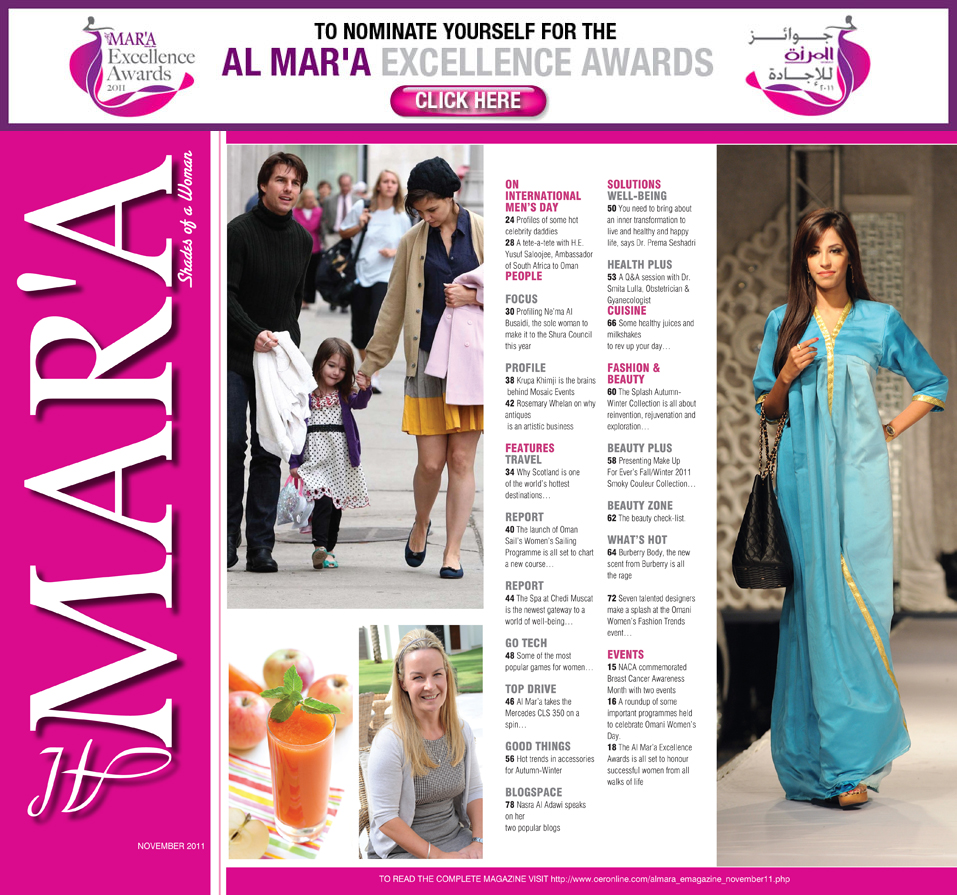 MAR'A
Excellence
Awards
2011
TO NOMINATE YOURSELF FOR THE
AL MAR'A EXCELLENCE AWARDS
CLICK HERE
جوائز
المرأة
للإجادة
٢٠١١
MAR'A
Shades of a Woman
NOVEMBER 2011
ON
INTERNATIONAL
MEN'S DAY
24 Profiles of some hot
celebrity daddies
28 A tete-a-tete with H.E.
Yusuf Saloojee, Ambassador
of South Africa to Oman
PEOPLE
FOCUS
30 Profiling Ne'ma Al
Busaidi, the sole woman to
make it to the Shura Council
this year
PROFILE
38 Krupa Khimji is the brains
behind Mosaic Events
42 Rosemary Whelan on why
antiques
is an artistic business
FEATURES
TRAVEL
34 Why Scotland is one
of the world's hottest
destinations…
REPORT
40 The launch of Oman
Sail's Women's Sailing
Programme is all set to chart
a new course…
REPORT
44 The Spa at Chedi Muscat
is the newest gateway to a
world of well-being…
GO TECH
48 Some of the most
popular games for women…
TOP DRIVE
46 Al Mar'a takes the
Mercedes CLS 350 on a
spin…
GOOD THINGS
56 Hot trends in accessories
for Autumn-Winter
BLOGSPACE
78 Nasra Al Adawi speaks
on her
two popular blogs
SOLUTIONS
WELL-BEING
50 You need to bring about
an inner transformation to
live and healthy and happy
life, says Dr. Prema Seshadri
HEALTH PLUS
53 A Q&A session with Dr.
Smita Lulla, Obstetrician &
Gyanecologist
CUISINE
66 Some healthy juices and
milkshakes
to rev up your day…
FASHION &
BEAUTY
60 The Splash Autumn-
Winter Collection is all about
reinvention, rejuvenation and
exploration…
BEAUTY PLUS
58 Presenting Make Up
For Ever's Fall/Winter 2011
Smoky Couleur Collection…
BEAUTY ZONE
62 The beauty check-list.
WHAT'S HOT
64 Burberry Body, the new
scent from Burberry is all
the rage
72 Seven talented designers
make a splash at the Omani
Women's Fashion Trends
event…
EVENTS
15 NACA commemorated
Breast Cancer Awareness
Month with two events
16 A roundup of some
important programmes held
to celebrate Omani Women's
Day.
18 The Al Mar'a Excellence
Awards is all set to honour
successful women from all
walks of life
TO READ THE COMPLETE MAGAZINE VISIT http://www.oeronline.com/almara_emagazine_november11.php